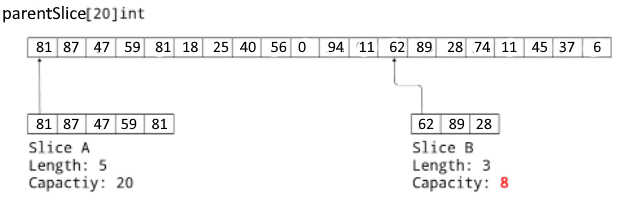 parentSlice[20]int
81 87 47 59 81 18 25 40 56 0 94 11 62 89 28 74 11 45 37 6
81 87 47 59 81
62 89 28
Slice A
Slice B
Length: 5
Length: 3
Capactiy: 20
Capacity: 8